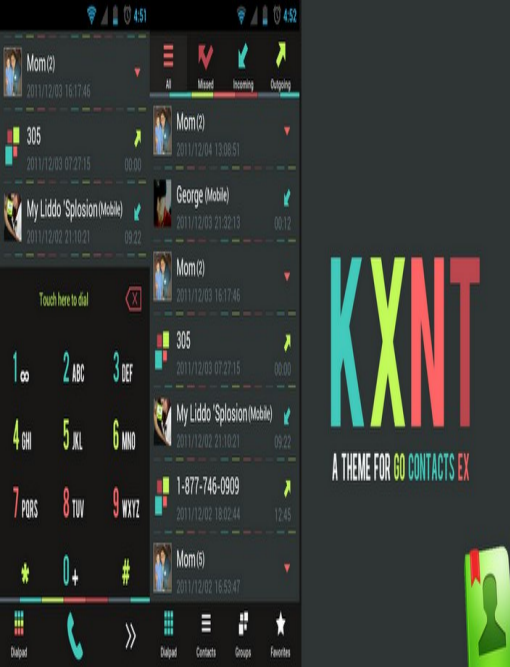 4:51
Mom(2)
2011/12/03 16:17:46
305
2011/12/03 07:27:15 00:00
My Liddo 'Splosion(Mobile)
2011/12/02 21:10:21 09:22
Touch here to dial
X
1 2 ABC 3 DEF
4 GHI 5 JKL 6 MNO
7 PQRS 8 TUV 9 WXYZ
* 0+ #
Dialpad
4:52
All Missed Incoming Outgoing
Mom(2)
2011/12/04 13:08:51
George (Mobile)
2011/12/03 21:32:13 00:12
Mom(2)
2011/12/03 16:17:46
305
2011/12/03 07:27:15 00:00
My Liddo 'Splosion(Mobile)
2011/12/02 21:10:21 09:22
1-877-746-0909
2011/12/02 18:02:44 12:45
Mom(5)
2011/12/02 16:53:47
Dialpad Contacts Groups Favorites
KXNT
A THEME FOR GO CONTACTS EX